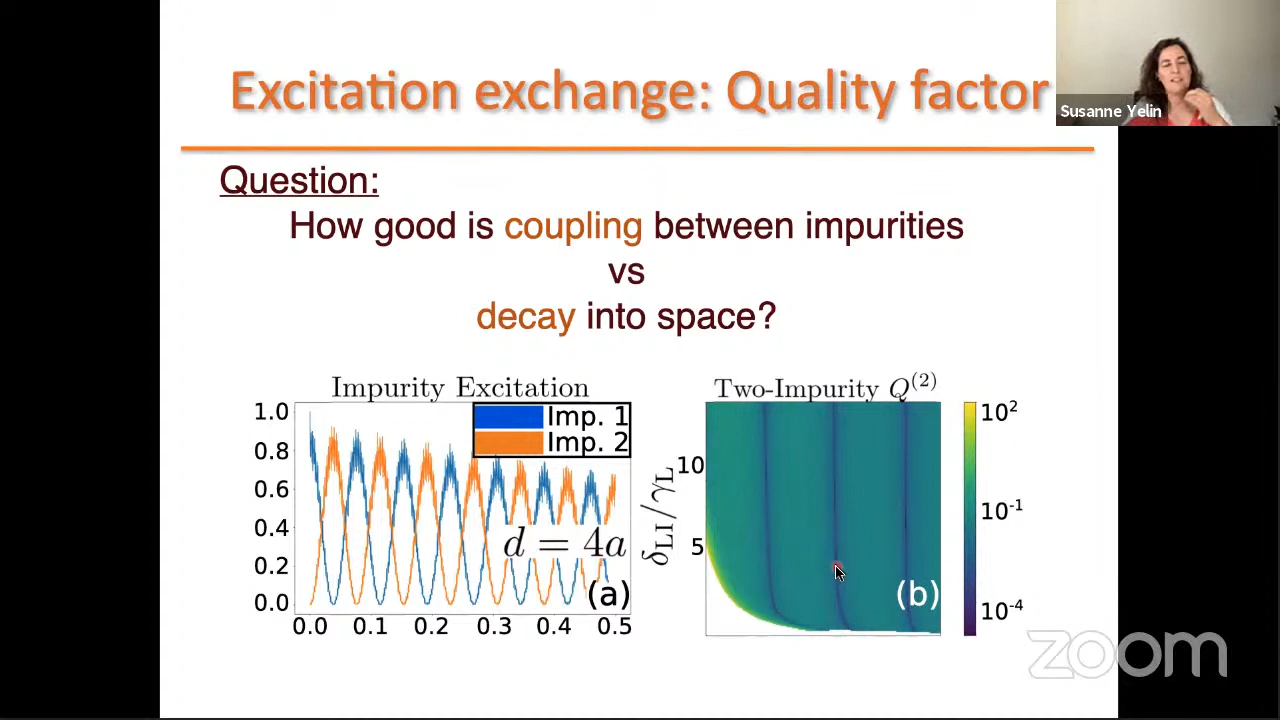 Excitation exchange: Quality factor
Susanne Yelin
Question:
How good is coupling between impurities
vs
decay into space?
Impurity Excitation
1.0
0.8
0.6
0.4
0.2
0.0
Imp. 1
Imp. 2
d = 4a
(a)
0.0 0.1 0.2 0.3 0.4 0.5
Two-Impurity Q(2)
δLI/γL
10
5
(b)
10²
10-1
10-4
zoom